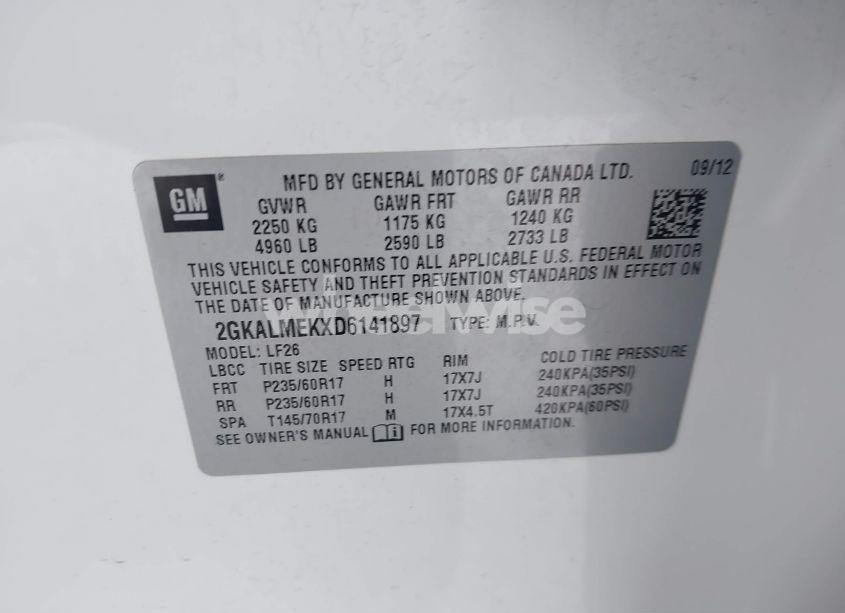 GM ®
MFD BY GENERAL MOTORS OF CANADA LTD. 09/12
GVWR GAWR FRT GAWR RR
2250 KG 1175 KG 1240 KG
4960 LB 2590 LB 2733 LB
THIS VEHICLE CONFORMS TO ALL APPLICABLE U.S. FEDERAL MOTOR
VEHICLE SAFETY AND THEFT PREVENTION STANDARDS IN EFFECT ON
THE DATE OF MANUFACTURE SHOWN ABOVE.
2GKALMEKXD6141897 TYPE: M.P.V.
MODEL: LF26
LBCC TIRE SIZE SPEED RTG RIM COLD TIRE PRESSURE
FRT P235/60R17 H 17X7J 240KPA(35PSI)
RR P235/60R17 H 17X7J 240KPA(35PSI)
SPA T145/70R17 M 17X4.5T 420KPA(60PSI)
SEE OWNER'S MANUAL i FOR MORE INFORMATION.
wheelwise